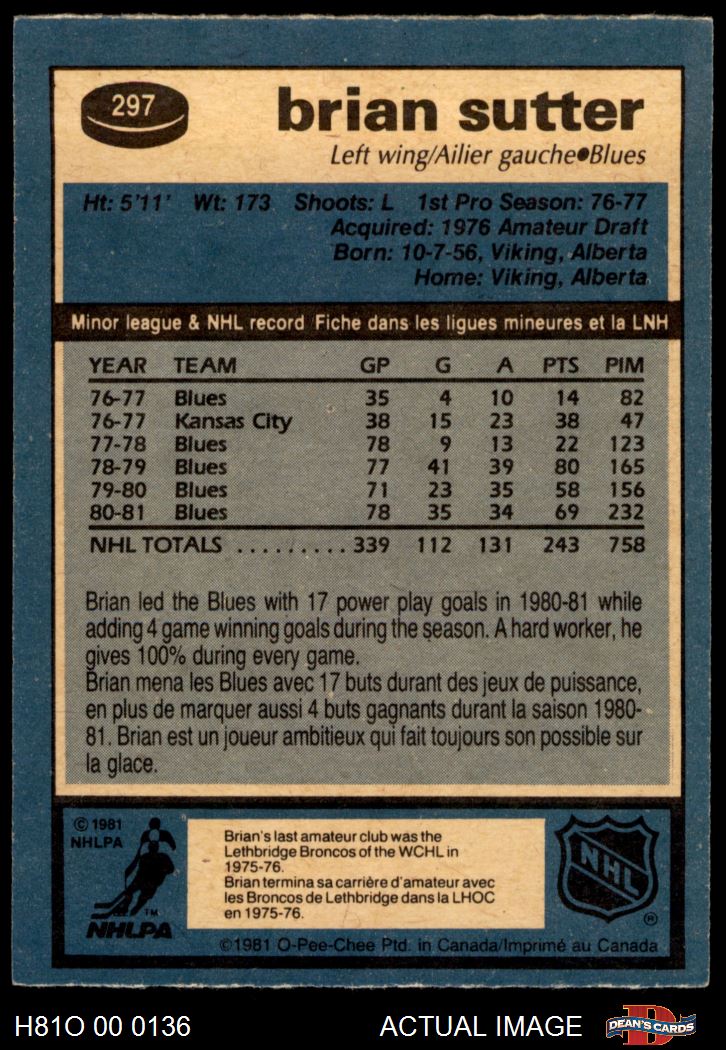 297
brian sutter
Left wing/Ailier gauche●Blues
Ht: 5'11' Wt: 173 Shoots: L 1st Pro Season: 76-77
Acquired: 1976 Amateur Draft
Born: 10-7-56, Viking, Alberta
Home: Viking, Alberta
Minor league & NHL record Fiche dans les ligues mineures et la LNH
YEAR TEAM GP G A PTS PIM
76-77 Blues 35 4 10 14 82
76-77 Kansas City 38 15 23 38 47
77-78 Blues 78 9 13 22 123
78-79 Blues 77 41 39 80 165
79-80 Blues 71 23 35 58 156
80-81 Blues 78 35 34 69 232
NHL TOTALS ......... 339 112 131 243 758
Brian led the Blues with 17 power play goals in 1980-81 while
adding 4 game winning goals during the season. A hard worker, he
gives 100% during every game.
Brian mena les Blues avec 17 buts durant des jeux de puissance,
en plus de marquer aussi 4 buts gagnants durant la saison 1980-
81. Brian est un joueur ambitieux qui fait toujours son possible sur
la glace.
© 1981
NHLPA
TM
NHLPA
Brian's last amateur club was the
Lethbridge Broncos of the WCHL in
1975-76.
Brian termina sa carrière d'amateur avec
les Broncos de Lethbridge dans la LHOC
en 1975-76.
NHL
®
©1981 O-Pee-Chee Ptd. in Canada/Imprimé au Canada
H81O 00 0136
ACTUAL IMAGE
D
DEAN'S CARDS